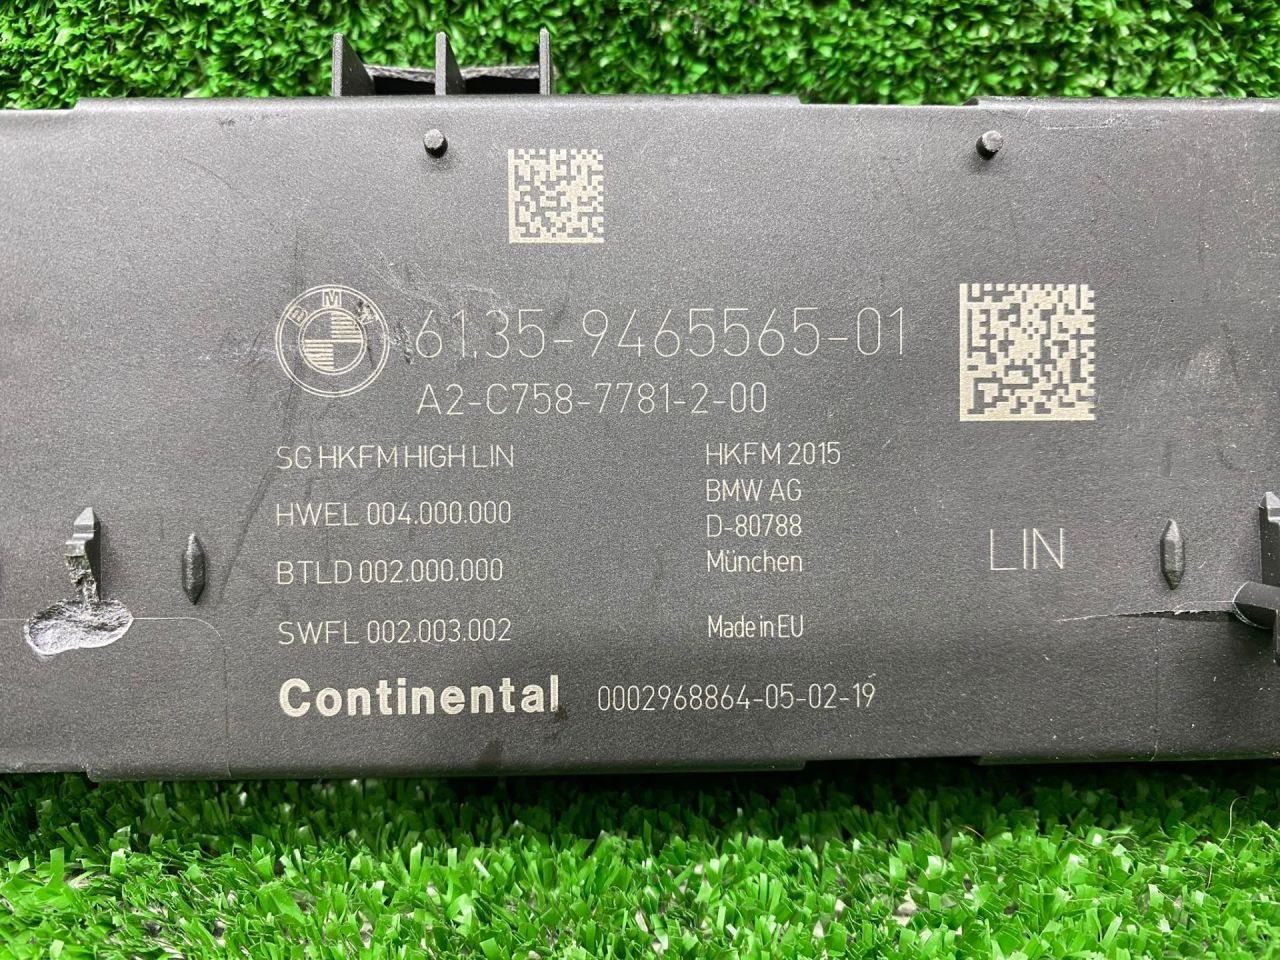 BMW
61.35-9465565-01
A2-C758-7781-2-00
SG HKFM HIGH LIN
HWEL 004.000.000
BTLD 002.000.000
SWFL 002.003.002
HKFM 2015
BMW AG
D-80788
München
Made in EU
LIN
Continental 0002968864-05-02-19